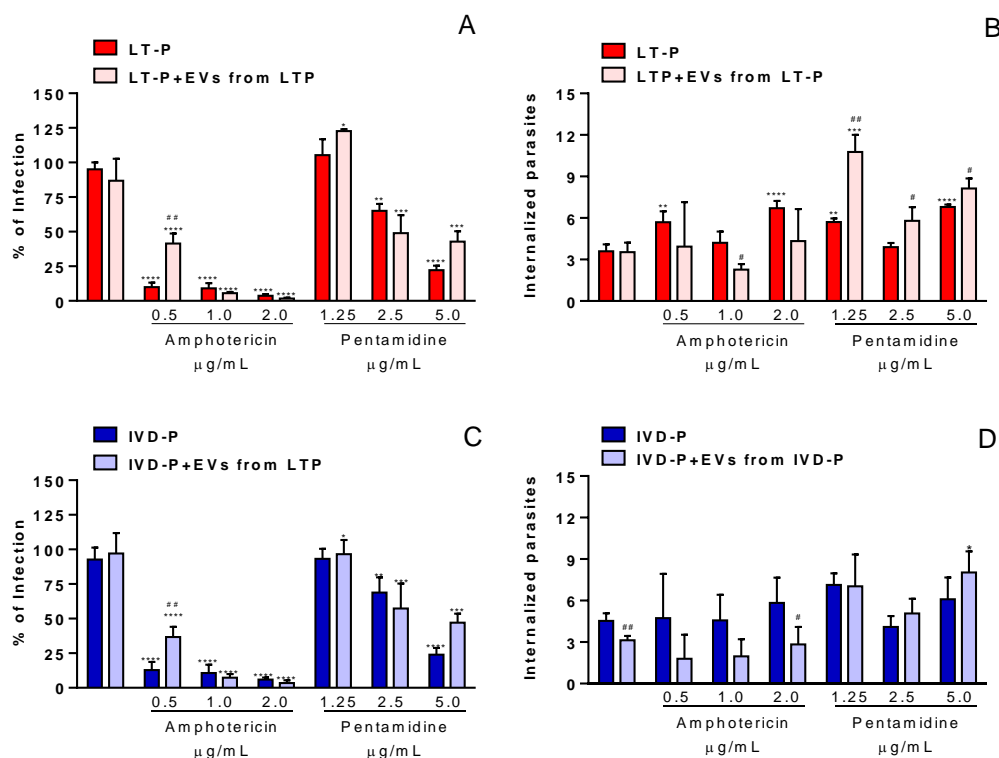 A
LT-P
LT-P+EVs from LTP
% of Infection
150
125
100
75
50
25
0
##
****
****
****
****
****
****
*
**
***
****
***
0.5 1.0 2.0 1.25 2.5 5.0
Amphotericin Pentamidine
μg/mL μg/mL
B
LT-P
LTP+EVs from LT-P
Internalized parasites
15
12
9
6
3
0
**
#
****
**
##
***
#
****
#
0.5 1.0 2.0 1.25 2.5 5.0
Amphotericin Pentamidine
μg/mL μg/mL
C
IVD-P
IVD-P+EVs from LTP
% of Infection
150
125
100
75
50
25
0
##
****
****
****
****
****
****
*
**
***
****
***
0.5 1.0 2.0 1.25 2.5 5.0
Amphotericin Pentamidine
μg/mL μg/mL
D
IVD-P
IVD-P+EVs from IVD-P
Internalized parasites
15
12
9
6
3
0
##
#
*
0.5 1.0 2.0 1.25 2.5 5.0
Amphotericin Pentamidine
μg/mL μg/mL